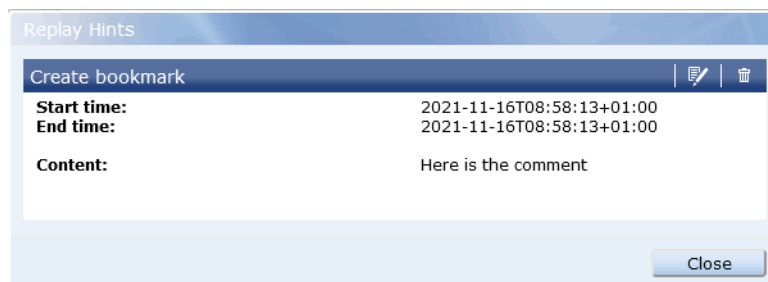 Replay Hints
Create bookmark
Start time: 2021-11-16T08:58:13+01:00
End time: 2021-11-16T08:58:13+01:00
Content: Here is the comment
Close